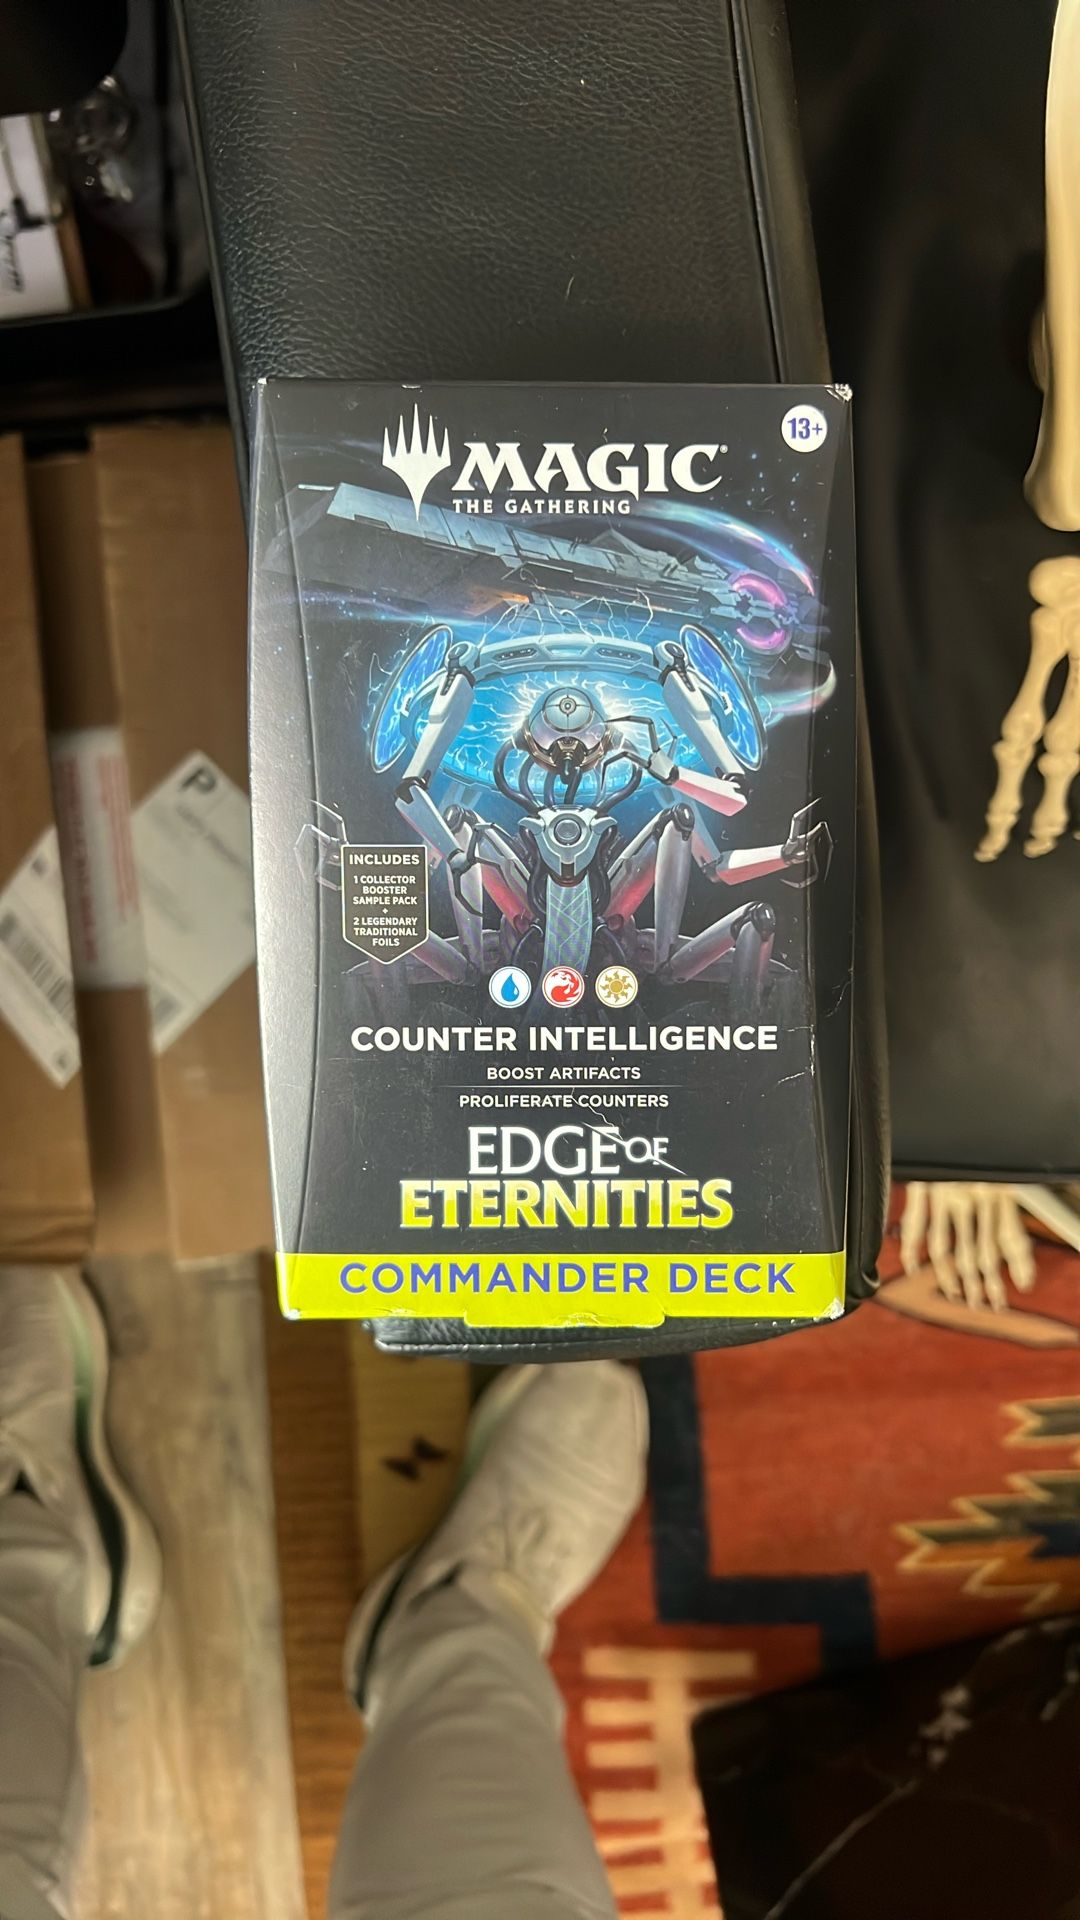 13+
MAGIC
THE GATHERING
INCLUDES
1 COLLECTOR
BOOSTER
SAMPLE PACK
+
2 LEGENDARY
TRADITIONAL
FOILS
COUNTER INTELLIGENCE
BOOST ARTIFACTS
PROLIFERATE COUNTERS
EDGE OF
ETERNITIES
COMMANDER DECK
P